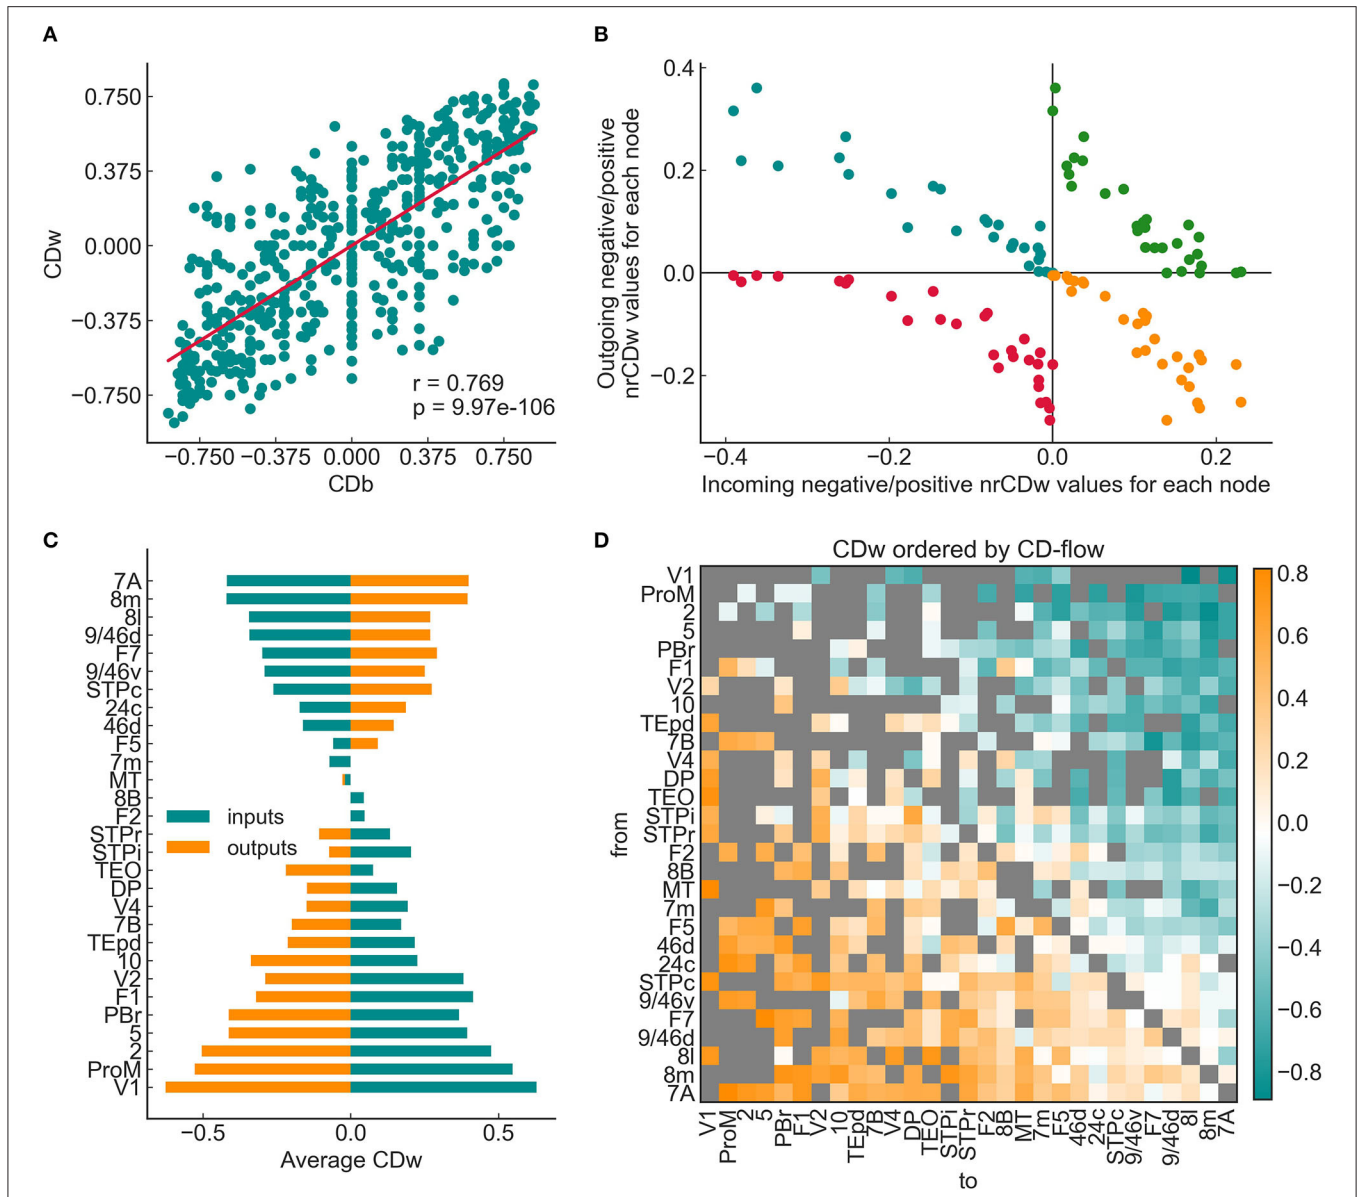 A
CDw
0.750
0.375
0.000
−0.375
−0.750
r = 0.769
p = 9.97e-106
−0.750
−0.375
0.000
0.375
0.750
CDb
B
Outgoing negative/positive
nrCDw values for each node
0.4
0.2
0.0
−0.2
−0.4
−0.2
0.0
0.2
Incoming negative/positive nrCDw values for each node
C
7A
8m
8l
9/46d
F7
9/46v
STPc
24c
46d
F5
7m
MT
8B
F2
STPr
STPi
TEO
DP
V4
7B
TEpd
10
V2
F1
PBr
5
2
ProM
V1
inputs
outputs
−0.5
0.0
0.5
Average CDw
D
CDw ordered by CD-flow
from
V1
ProM
2
5
PBr
F1
V2
10
TEpd
7B
V4
DP
TEO
STPi
STPr
F2
8B
MT
7m
F5
46d
24c
STPc
9/46v
F7
9/46d
8l
8m
7A
V1
ProM
2
5
PBr
F1
V2
10
TEpd
7B
V4
DP
TEO
STPi
STPr
F2
8B
MT
7m
F5
46d
24c
STPc
9/46v
F7
9/46d
8l
8m
7A
to
0.8
0.6
0.4
0.2
0.0
−0.2
−0.4
−0.6
−0.8